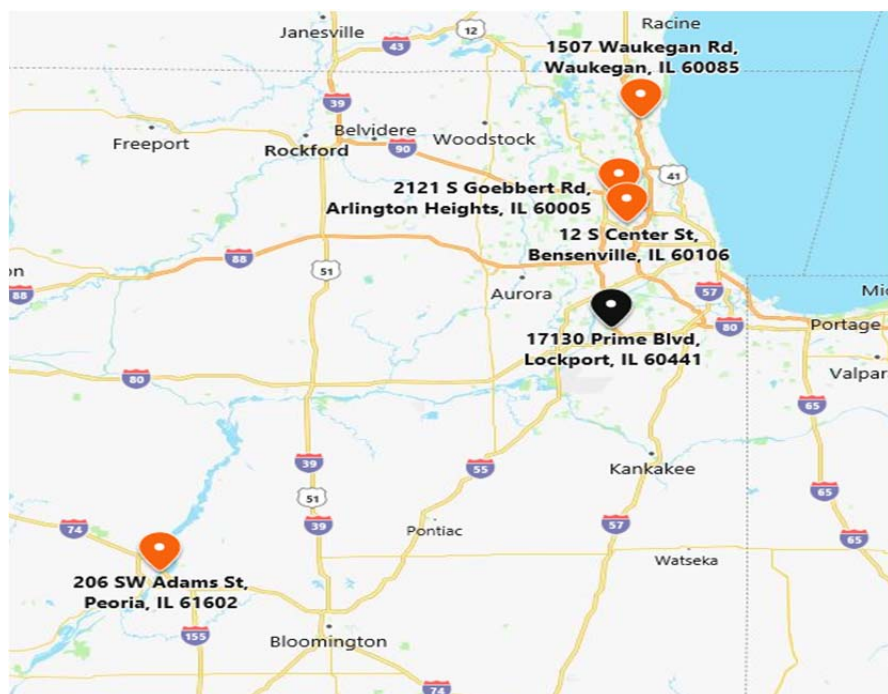 Racine
Janesville
12
43
1507 Waukegan Rd,
Waukegan, IL 60085
39
Freeport
Belvidere
Woodstock
Rockford
90
41
2121 S Goebbert Rd,
Arlington Heights, IL 60005
12 S Center St,
Bensenville, IL 60106
88
51
on
88
Aurora
57
Mic
17130 Prime Blvd,
Lockport, IL 60441
80
Portage
Valpar
80
65
39
55
Kankakee
51
65
74
39
Pontiac
57
65
Watseka
206 SW Adams St,
Peoria, IL 61602
155
Bloomington
74